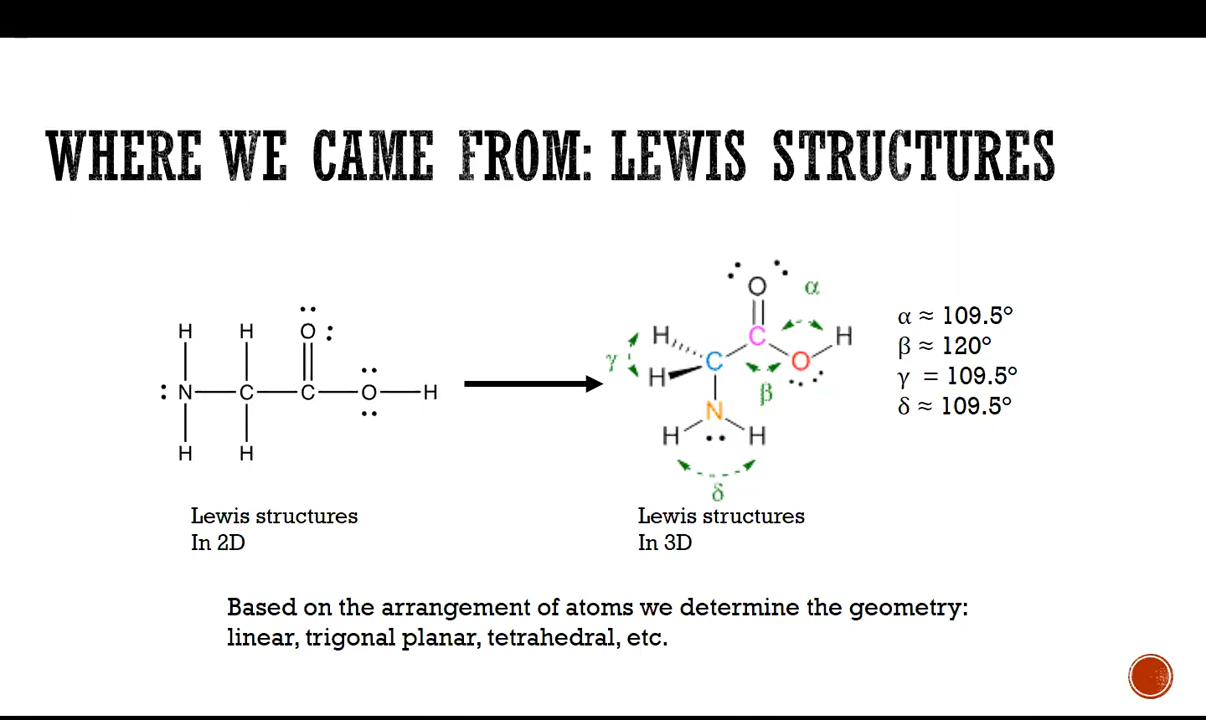 WHERE WE CAME FROM: LEWIS STRUCTURES
H H O
N C C O H
H H
O α
H C H
γ H C O
β
N
H H
δ
α ≈ 109.5°
β ≈ 120°
γ = 109.5°
δ ≈ 109.5°
Lewis structures
In 2D
Lewis structures
In 3D
Based on the arrangement of atoms we determine the geometry:
linear, trigonal planar, tetrahedral, etc.